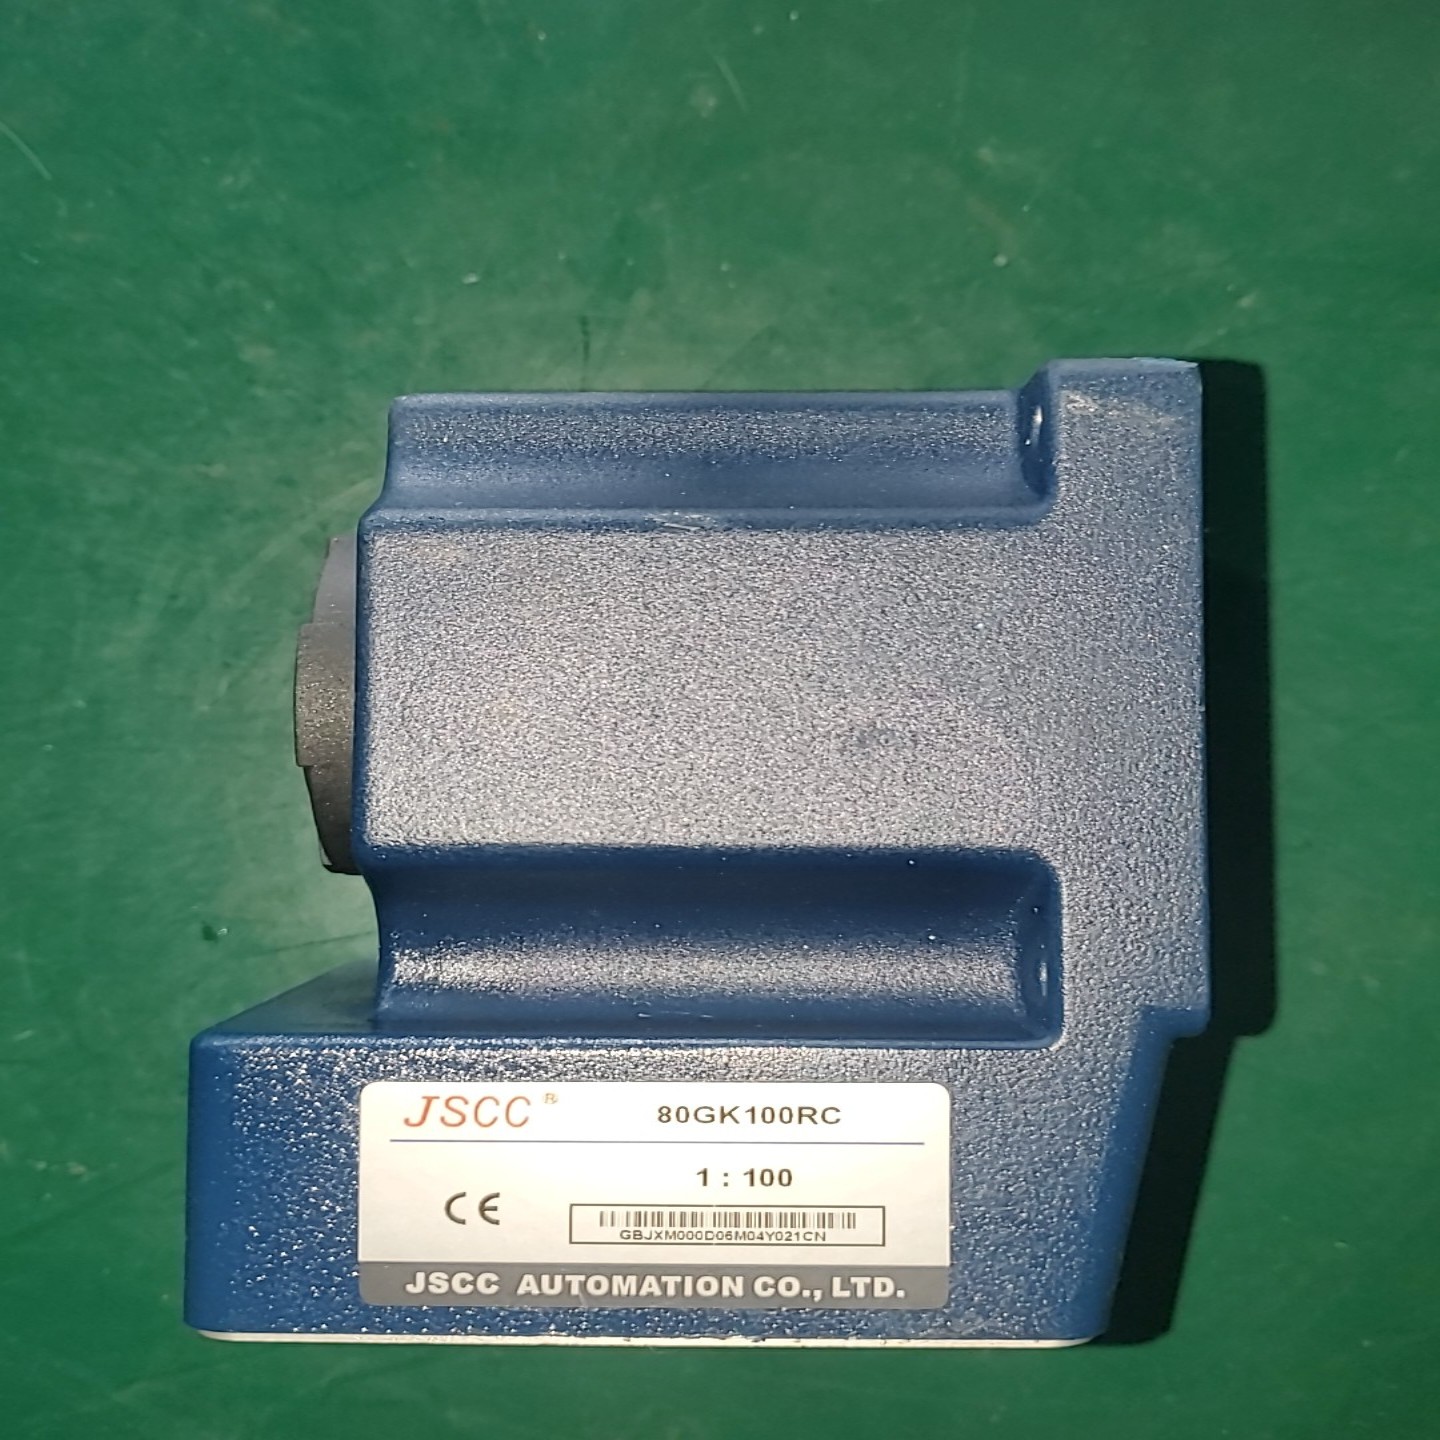 JSCC® 80GK100RC
1 : 100
CE
GBJXM000D06M04Y021CN
JSCC AUTOMATION CO., LTD.